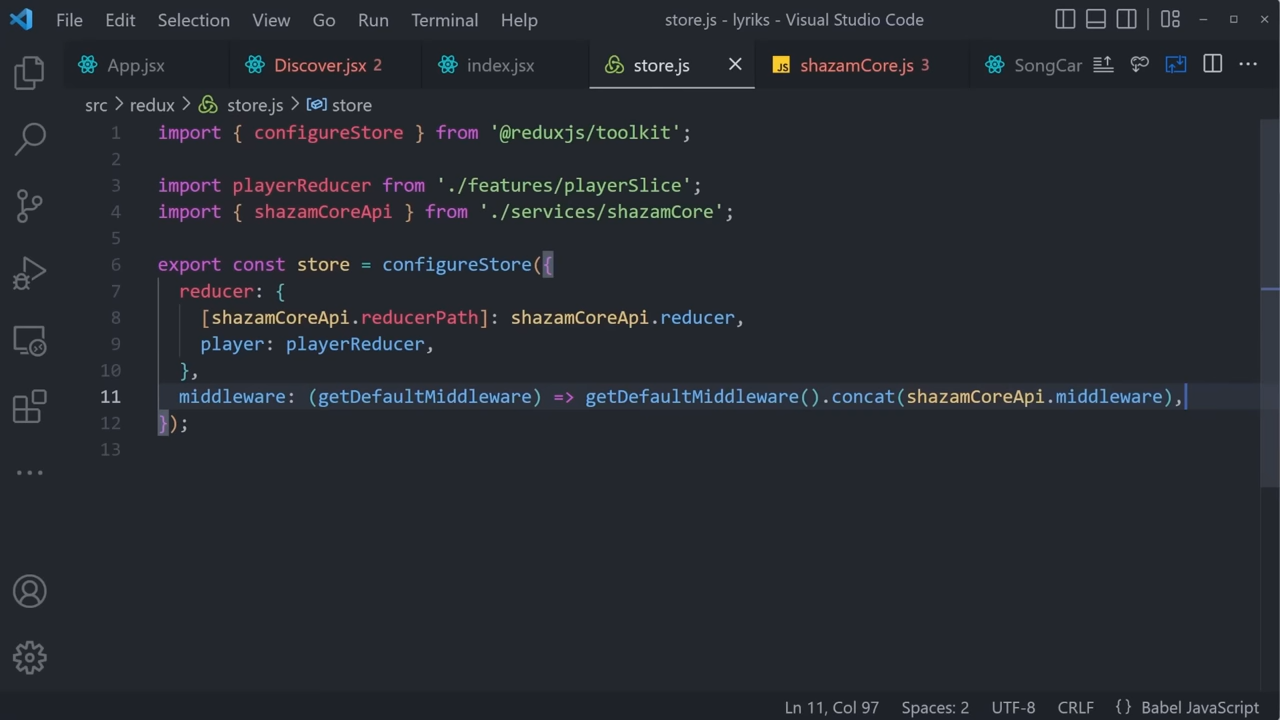 File Edit Selection View Go Run Terminal Help store.js - lyriks - Visual Studio Code
App.jsx Discover.jsx 2 index.jsx store.js JS shazamCore.js 3 SongCar
src > redux > store.js > store
1 import { configureStore } from '@reduxjs/toolkit';
2
3 import playerReducer from './features/playerSlice';
4 import { shazamCoreApi } from './services/shazamCore';
5
6 export const store = configureStore({
7 reducer: {
8 [shazamCoreApi.reducerPath]: shazamCoreApi.reducer,
9 player: playerReducer,
10 },
11 middleware: (getDefaultMiddleware) => getDefaultMiddleware().concat(shazamCoreApi.middleware),
12 });
13
Ln 11, Col 97 Spaces: 2 UTF-8 CRLF {} Babel JavaScript